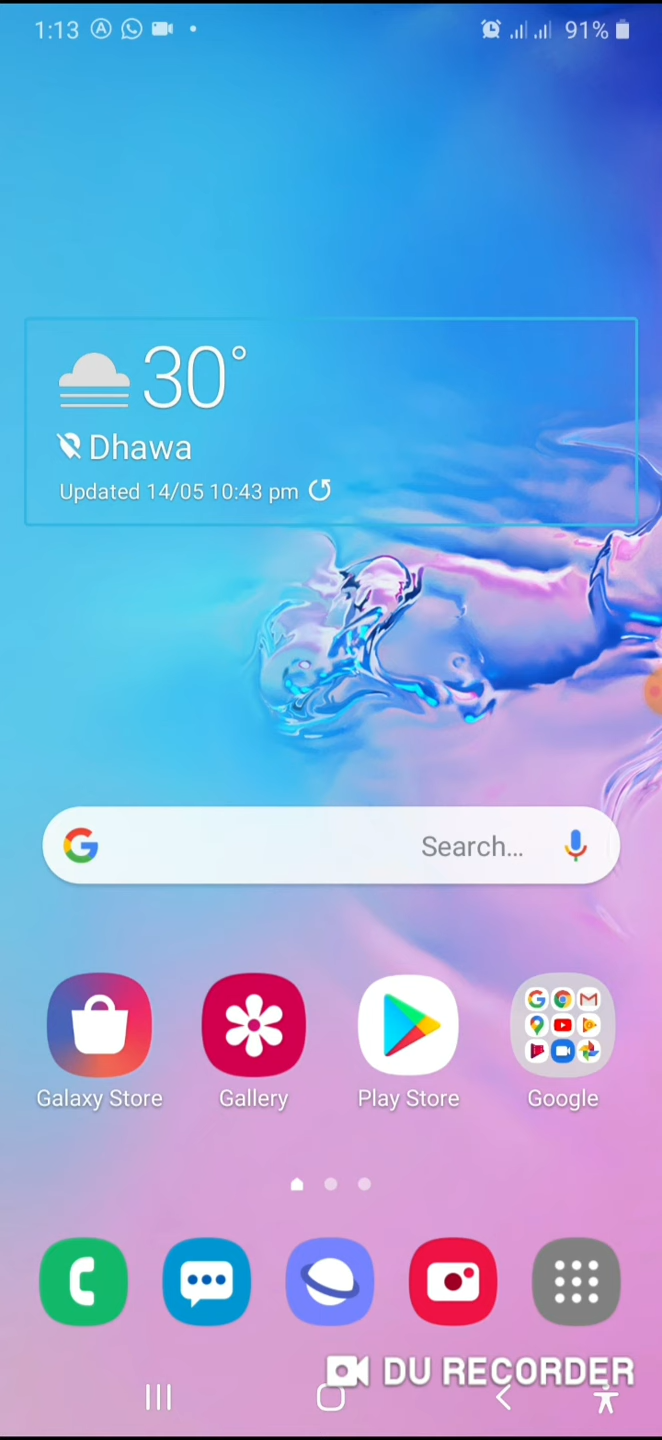 1:13
91%
30°
Dhawa
Updated 14/05 10:43 pm
Search...
Galaxy Store
Gallery
Play Store
Google
DU RECORDER